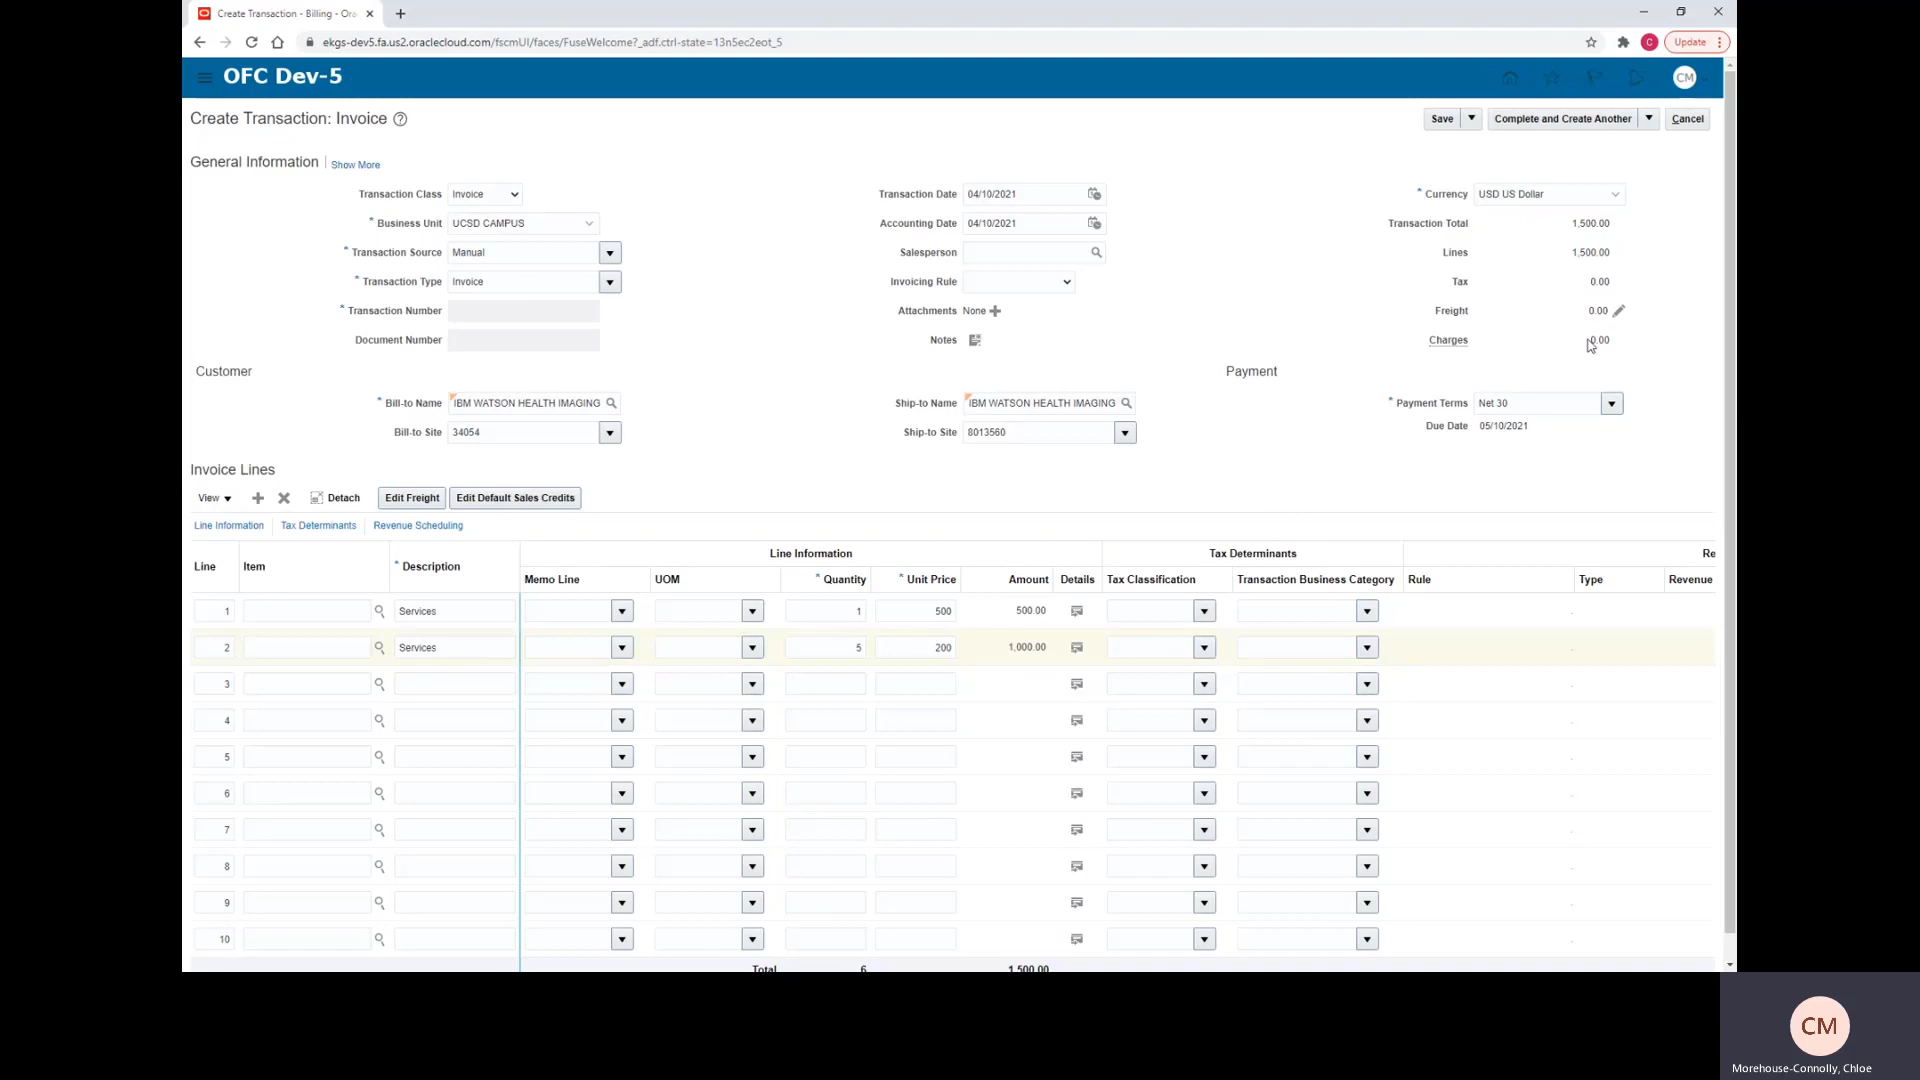 Create Transaction - Billing - Ora
ekgs-dev5.fa.us2.oraclecloud.com/fscmUI/faces/FuseWelcome?_adf.ctrl-state=13n5ec2eot_5
C
Update
OFC Dev-5
CM
Create Transaction: Invoice ?
Save
Complete and Create Another
Cancel
General Information
Show More
Transaction Class Invoice
Transaction Date 04/10/2021
* Currency USD US Dollar
* Business Unit UCSD CAMPUS
Accounting Date 04/10/2021
Transaction Total 1,500.00
* Transaction Source Manual
Salesperson
Lines 1,500.00
* Transaction Type Invoice
Invoicing Rule
Tax 0.00
* Transaction Number
Attachments None
Freight 0.00
Document Number
Notes
Charges 0.00
Customer
Payment
* Bill-to Name IBM WATSON HEALTH IMAGING
Ship-to Name IBM WATSON HEALTH IMAGING
* Payment Terms Net 30
Bill-to Site 34054
Ship-to Site 8013560
Due Date 05/10/2021
Invoice Lines
View
Detach
Edit Freight
Edit Default Sales Credits
Line Information
Tax Determinants
Revenue Scheduling
Line Information Tax Determinants Re
Line Item * Description
Memo Line UOM * Quantity * Unit Price Amount Details Tax Classification Transaction Business Category Rule Type Revenue
1 Services 1 500 500.00
2 Services 5 200 1,000.00
3
4
5
6
7
8
9
10
Total 6 1,500.00
CM
Morehouse-Connolly, Chloe